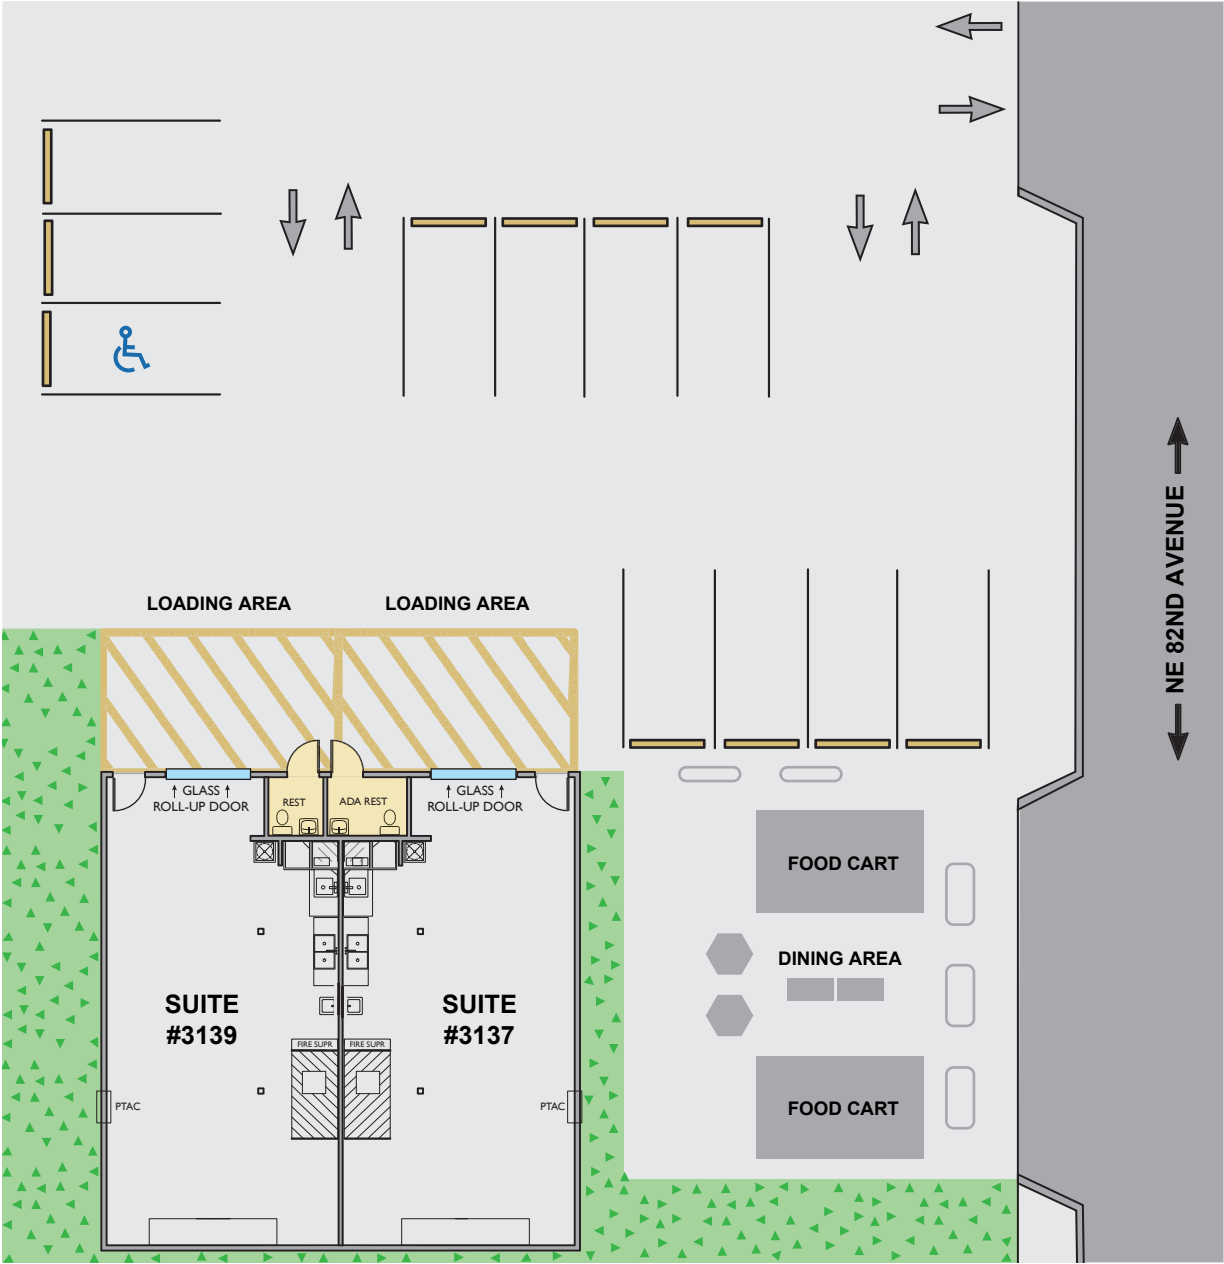 NE 82ND AVENUE
LOADING AREA
LOADING AREA
GLASS
ROLL-UP DOOR
REST
ADA REST
GLASS
ROLL-UP DOOR
FOOD CART
DINING AREA
SUITE
#3139
SUITE
#3137
FIRE SUPR
FIRE SUPR
PTAC
PTAC
FOOD CART